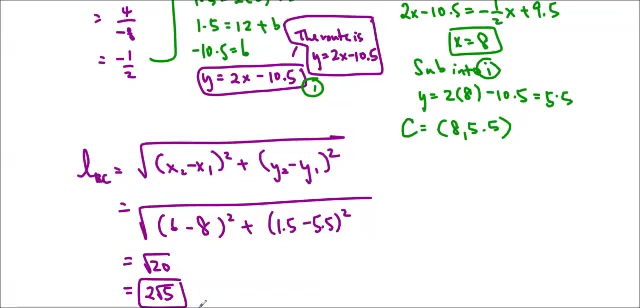 = 4/-8
= -1/2
1.5 = 12 + b
-10.5 = b
y = 2x - 10.5
i
The route is
y = 2x - 10.5
2x - 10.5 = -1/2x + 9.5
x = 8
Sub into i
y = 2(8) - 10.5 = 5.5
C = (8, 5.5)
l_BC = √(x₂ - x₁)² + (y₂ - y₁)²
= √(6 - 8)² + (1.5 - 5.5)²
= √20
= 2√5